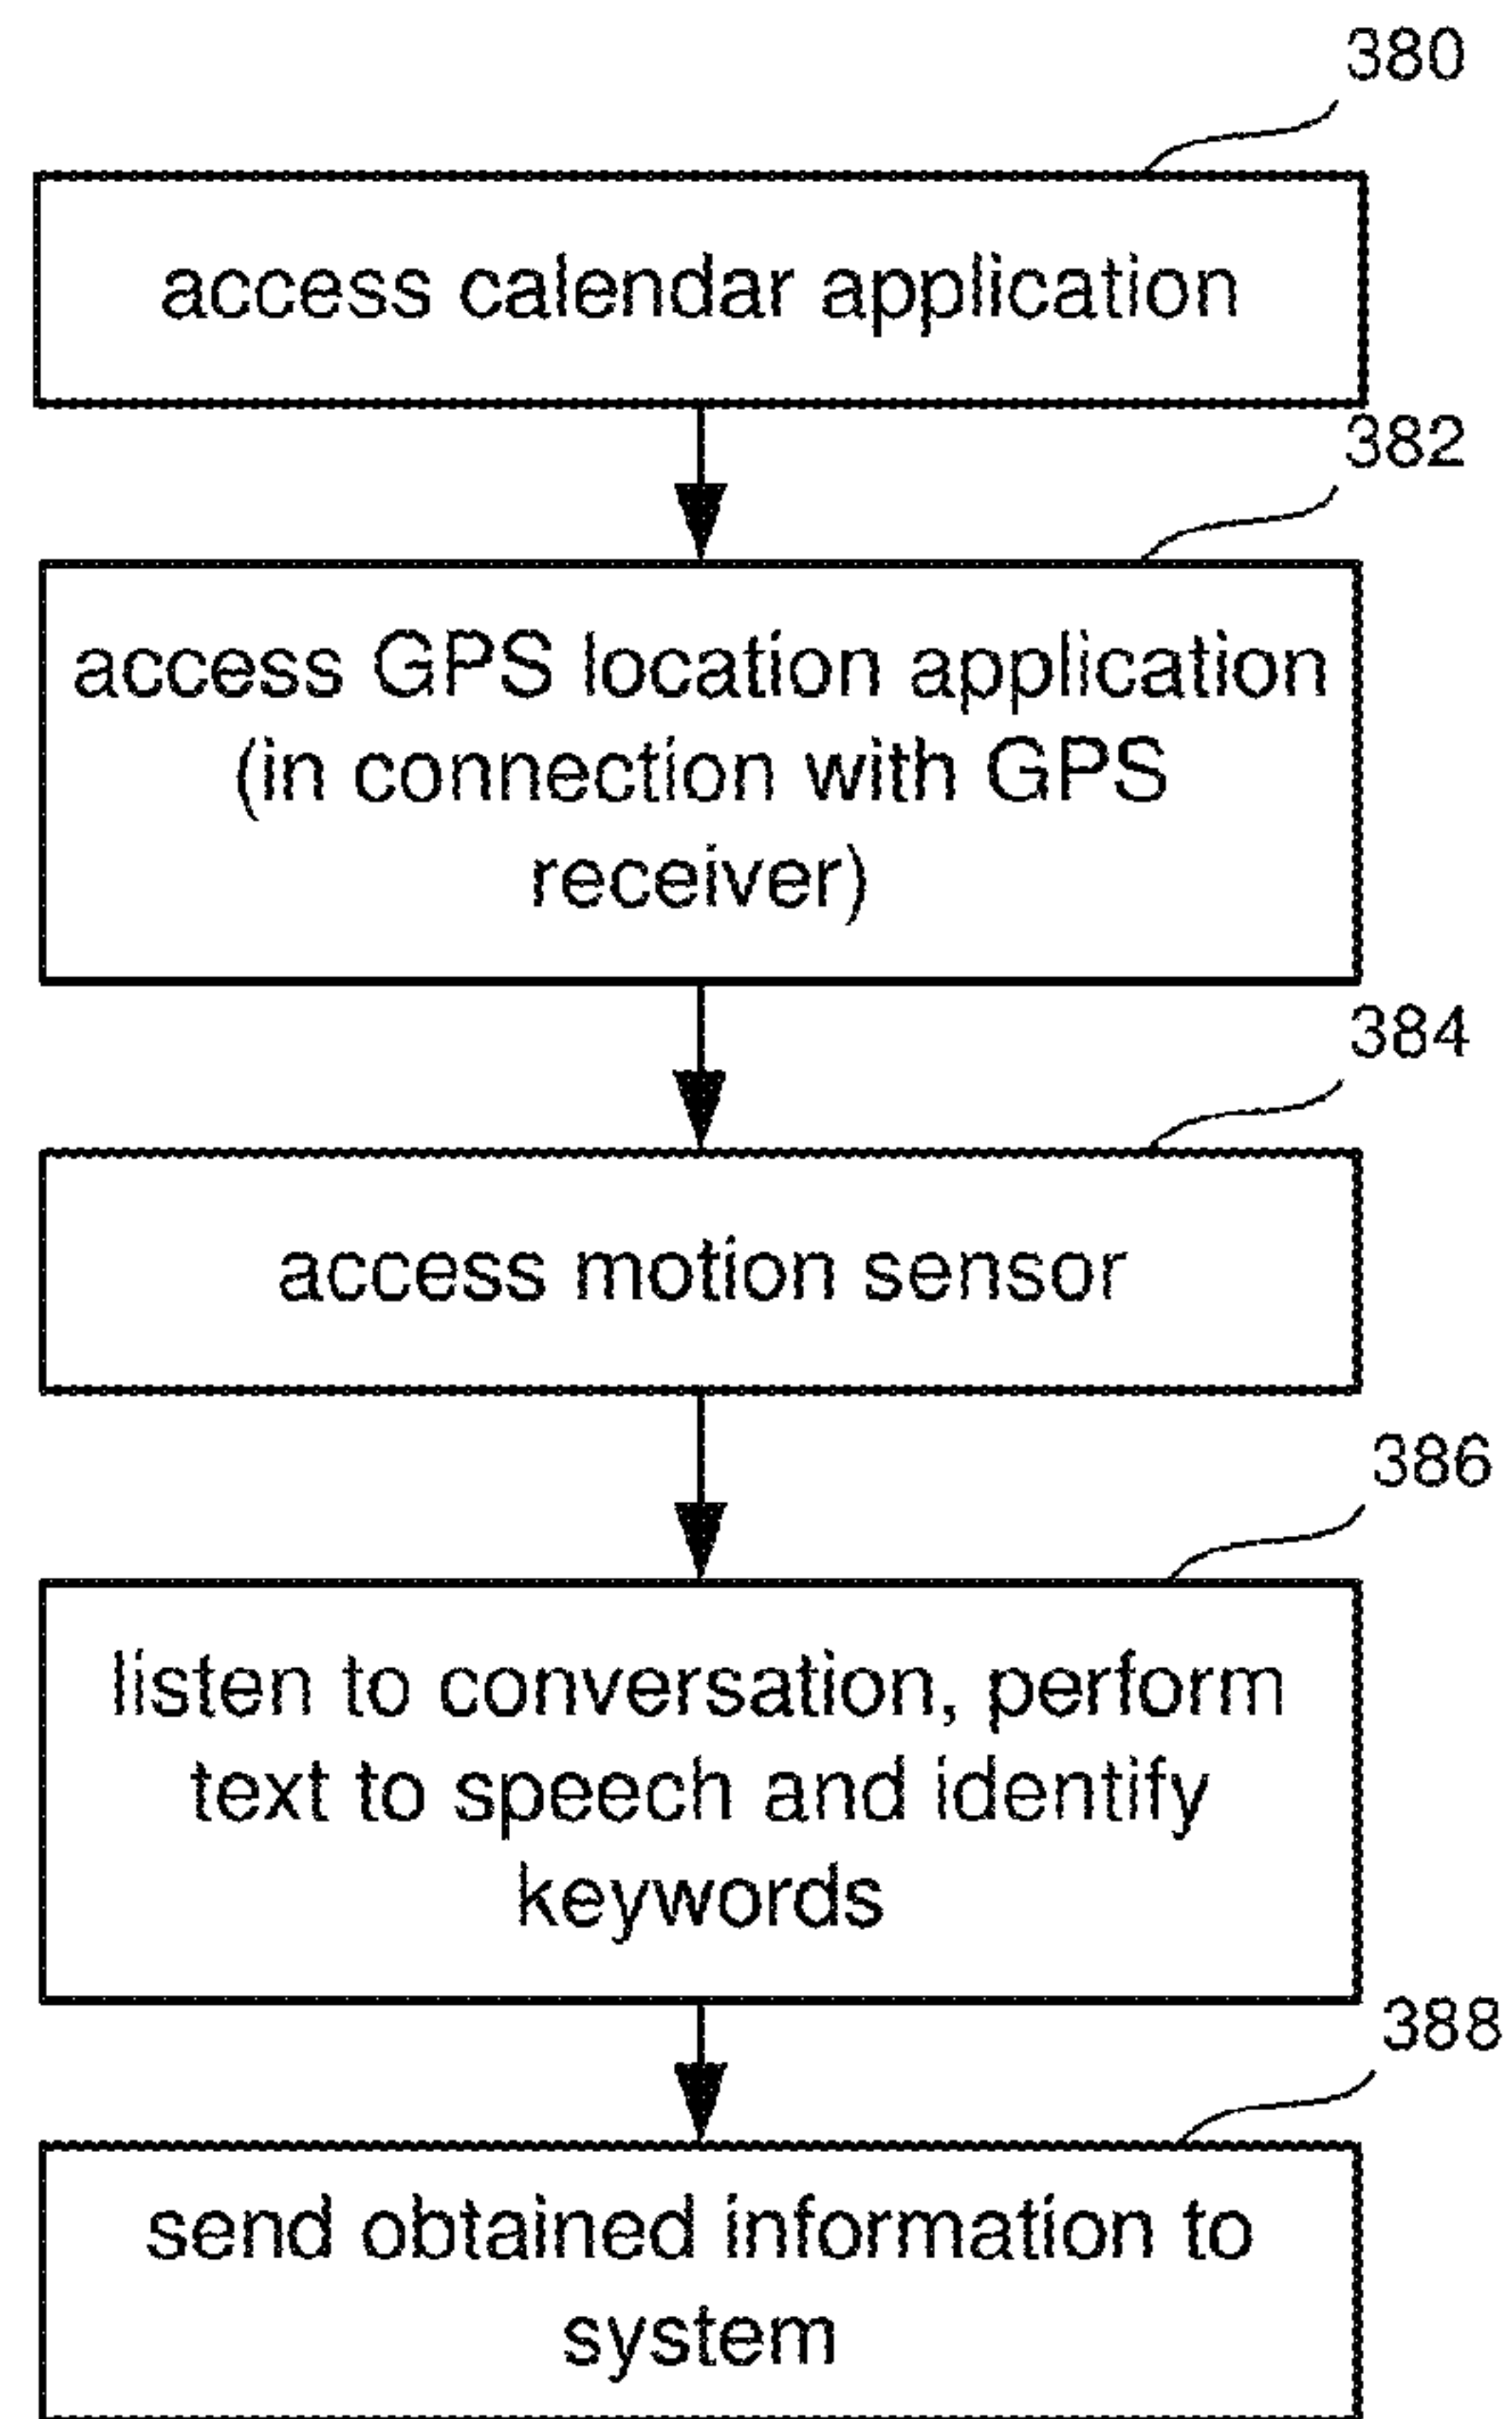 380
access calendar application
382
access GPS location application
(in connection with GPS
receiver)
384
access motion sensor
386
listen to conversation, perform
text to speech and identify
keywords
388
send obtained information to
system